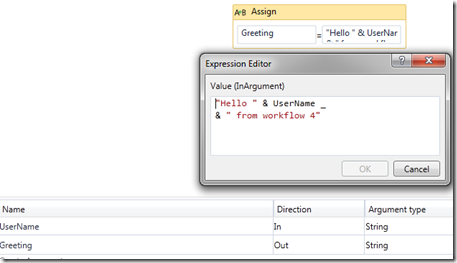 A+B Assign
Greeting = "Hello " & UserNar
Expression Editor
Value (InArgument)
"Hello " & UserName _
& " from workflow 4"
OK Cancel
Name Direction Argument type
UserName In String
Greeting Out String